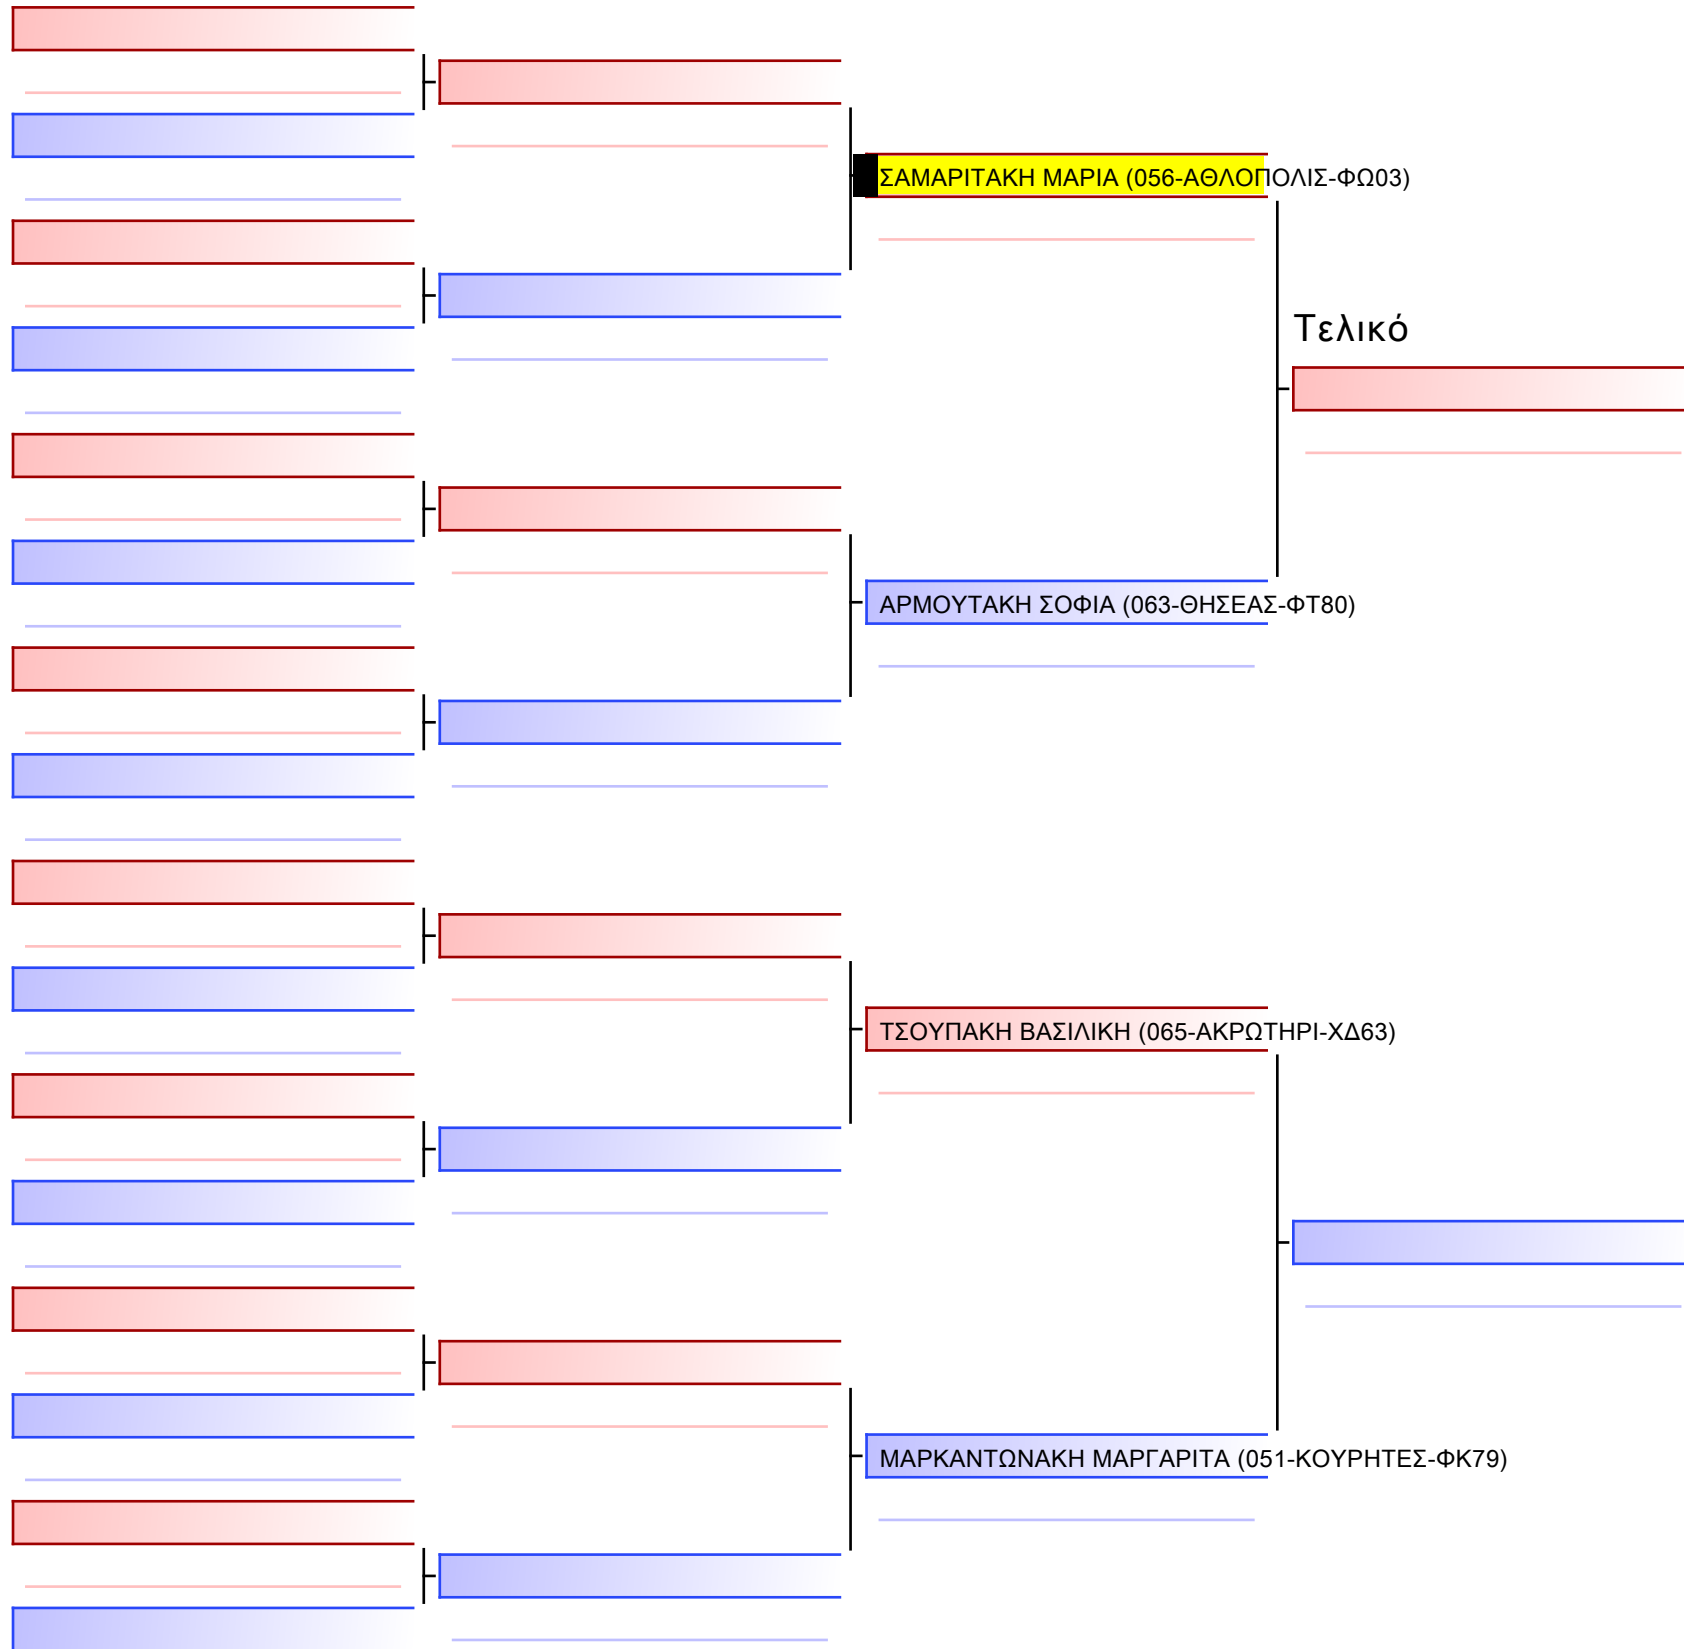 ΣΑΜΑΡΙΤΑΚΗ ΜΑΡΙΑ (056-ΑΘΛΟΠΟΛΙΣ-ΦΩ03)
Τελικό
ΑΡΜΟΥΤΑΚΗ ΣΟΦΙΑ (063-ΘΗΣΕΑΣ-ΦΤ80)
ΤΣΟΥΠΑΚΗ ΒΑΣΙΛΙΚΗ (065-ΑΚΡΩΤΗΡΙ-ΧΔ63)
ΜΑΡΚΑΝΤΩΝΑΚΗ ΜΑΡΓΑΡΙΤΑ (051-ΚΟΥΡΗΤΕΣ-ΦΚ79)